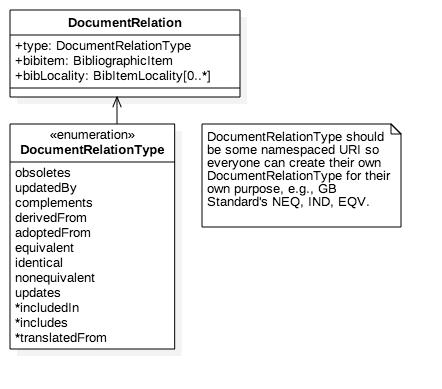 DocumentRelation
+type: DocumentRelationType
+bibitem: BibliographicItem
+bibLocality: BibItemLocality[0..*]
«enumeration»
DocumentRelationType
obsoletes
updatedBy
complements
derivedFrom
adoptedFrom
equivalent
identical
nonequivalent
updates
*includedIn
*includes
*translatedFrom
DocumentRelationType should
be some namespaced URI so
everyone can create their own
DocumentRelationType for their
own purpose, e.g., GB
Standard's NEQ, IND, EQV.